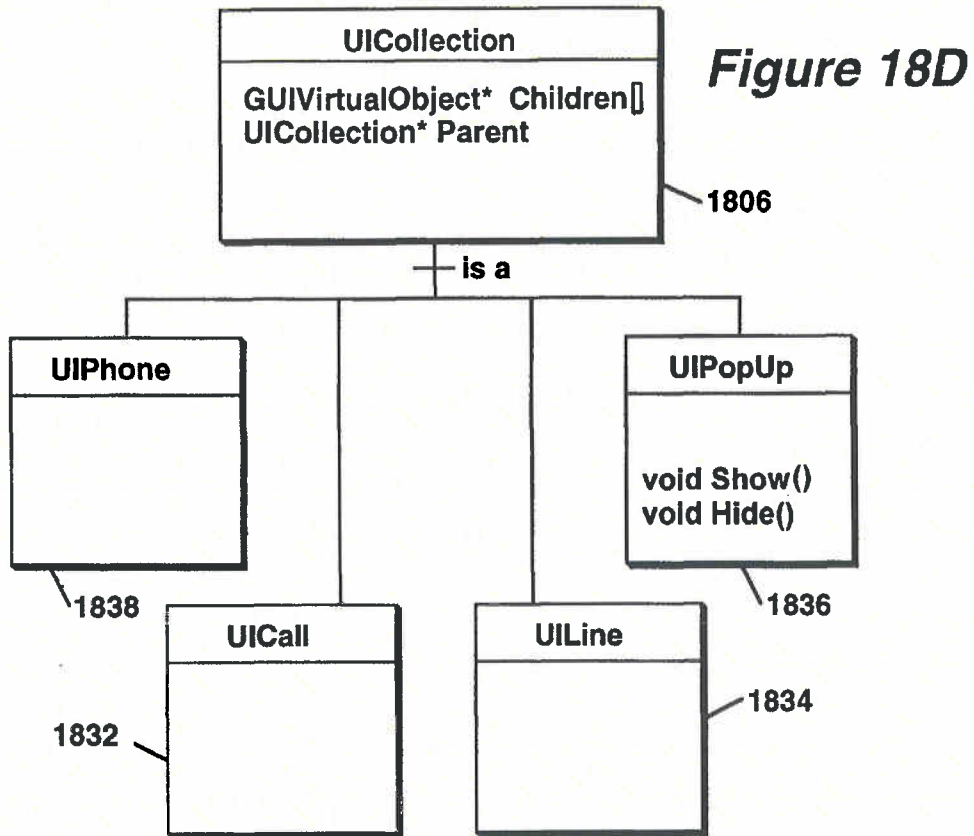 UICollection
Figure 18D
GUIVirtualObject* Children[]
UICollection* Parent
1806
is a
UIPhone
UIPopUp
void Show()
void Hide()
1838
1836
UICall
UILine
1832
1834